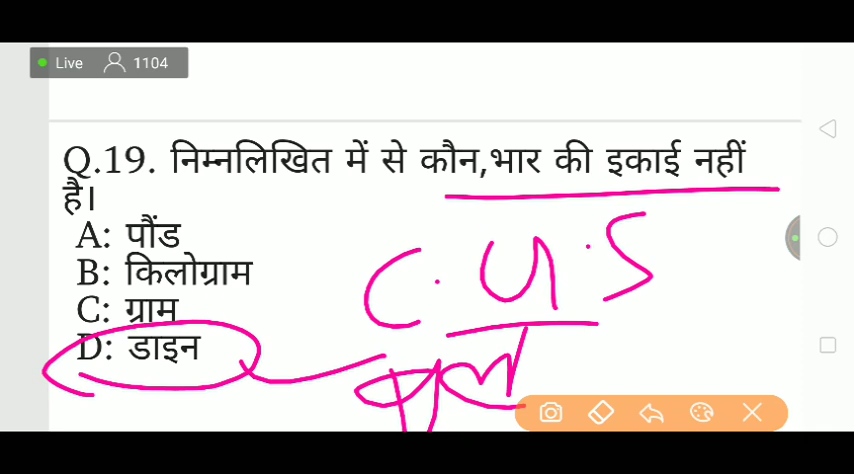 Live 1104
Q.19. निम्नलिखित में से कौन,भार की इकाई नहीं
है।
A: पौंड
B: किलोग्राम
C: ग्राम
D: डाइन
C.G.S